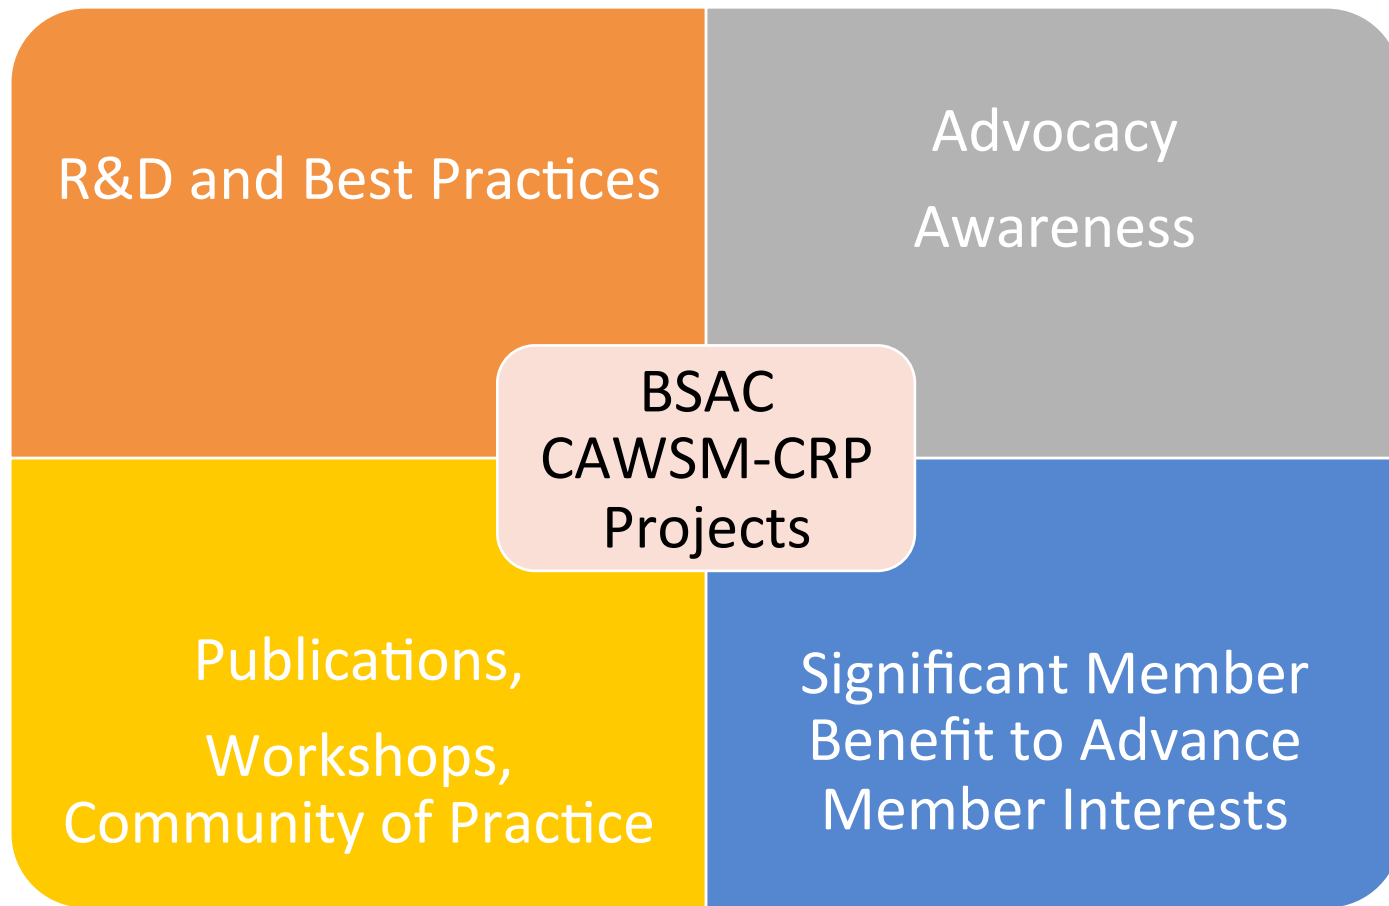 R&D and Best Practices
Advocacy
Awareness
BSAC
CAWSM-CRP
Projects
Publications,
Workshops,
Community of Practice
Significant Member
Benefit to Advance
Member Interests